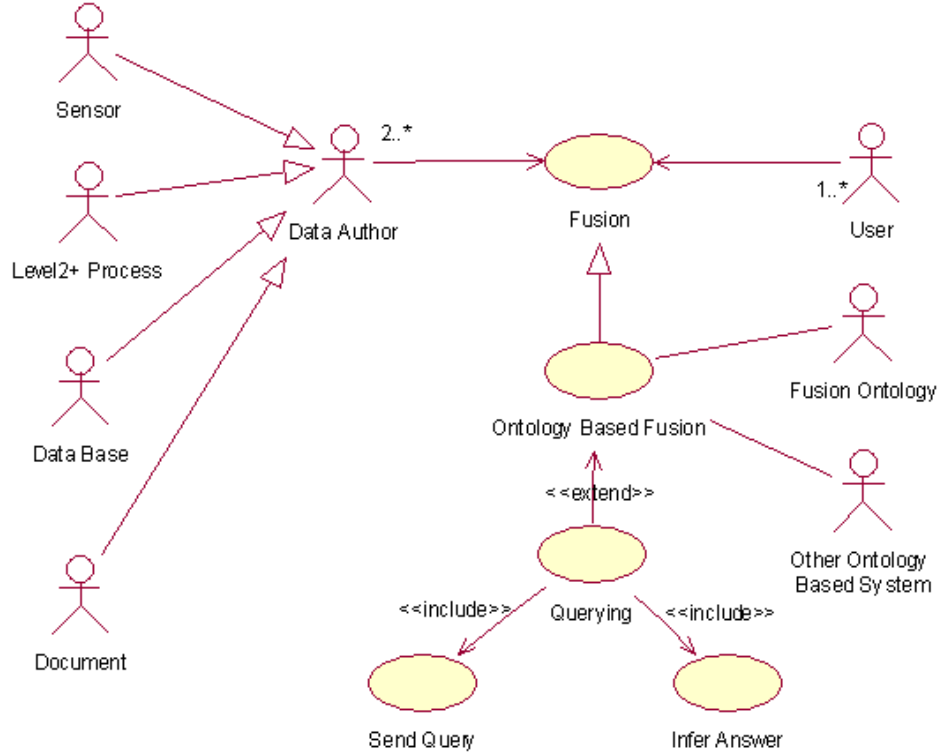 Sensor
2..*
Data Author
Fusion
1..*
User
Level2+ Process
Fusion Ontology
Data Base
Ontology Based Fusion
<<extend>>
Other Ontology
Based System
Querying
<<include>>
<<include>>
Document
Send Query
Infer Answer